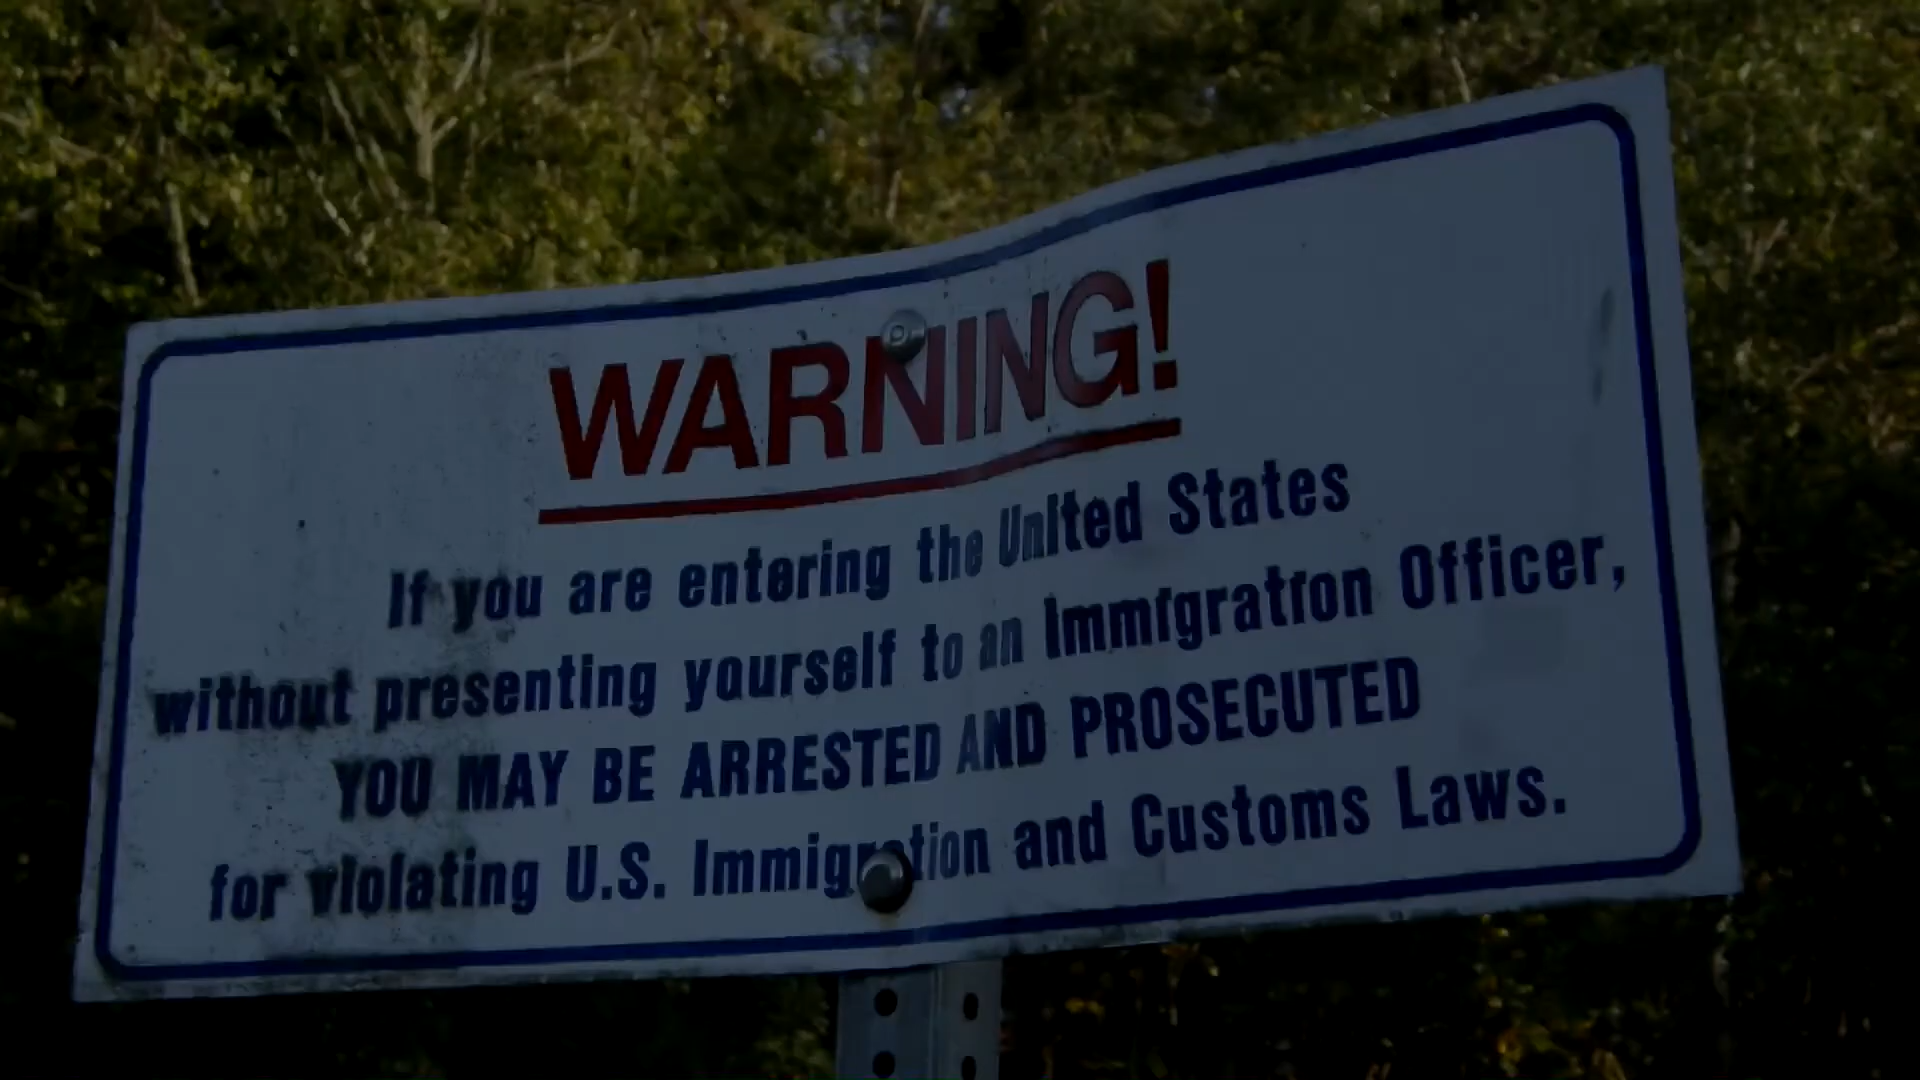 WARNING!
If you are entering the United States
without presenting yourself to an Immigration Officer,
YOU MAY BE ARRESTED AND PROSECUTED
for violating U.S. Immigration and Customs Laws.